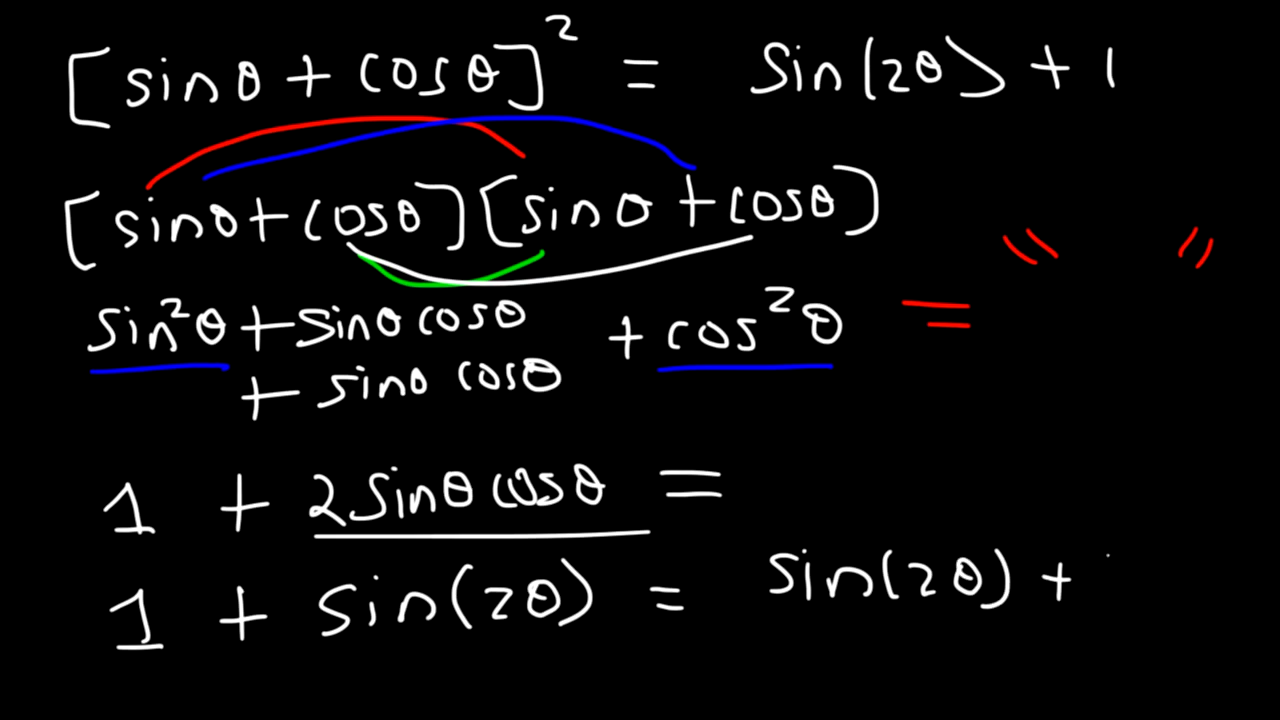 [sinθ + cosθ]² = sin(2θ) + 1
[sinθ + cosθ][sinθ + cosθ]
sin²θ + sinθ cosθ + cos²θ = " "
+ sinθ cosθ
1 + 2sinθ cosθ =
1 + sin(2θ) = sin(2θ) +